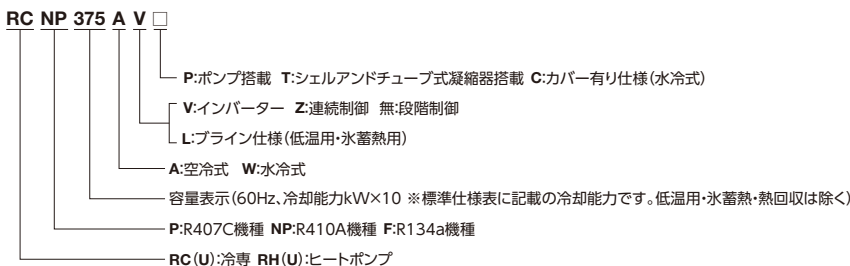 RC NP 375 A V □
P:ポンプ搭載 T:シェルアンドチューブ式凝縮器搭載 C:カバー有り仕様(水冷式)
V:インバーター Z:連続制御 無:段階制御
L:ブライン仕様(低温用・氷蓄熱用)
A:空冷式 W:水冷式
容量表示(60Hz、冷却能力kW×10 ※標準仕様表に記載の冷却能力です。低温用・氷蓄熱・熱回収は除く)
P:R407C機種 NP:R410A機種 F:R134a機種
RC(U):冷専 RH(U):ヒートポンプ